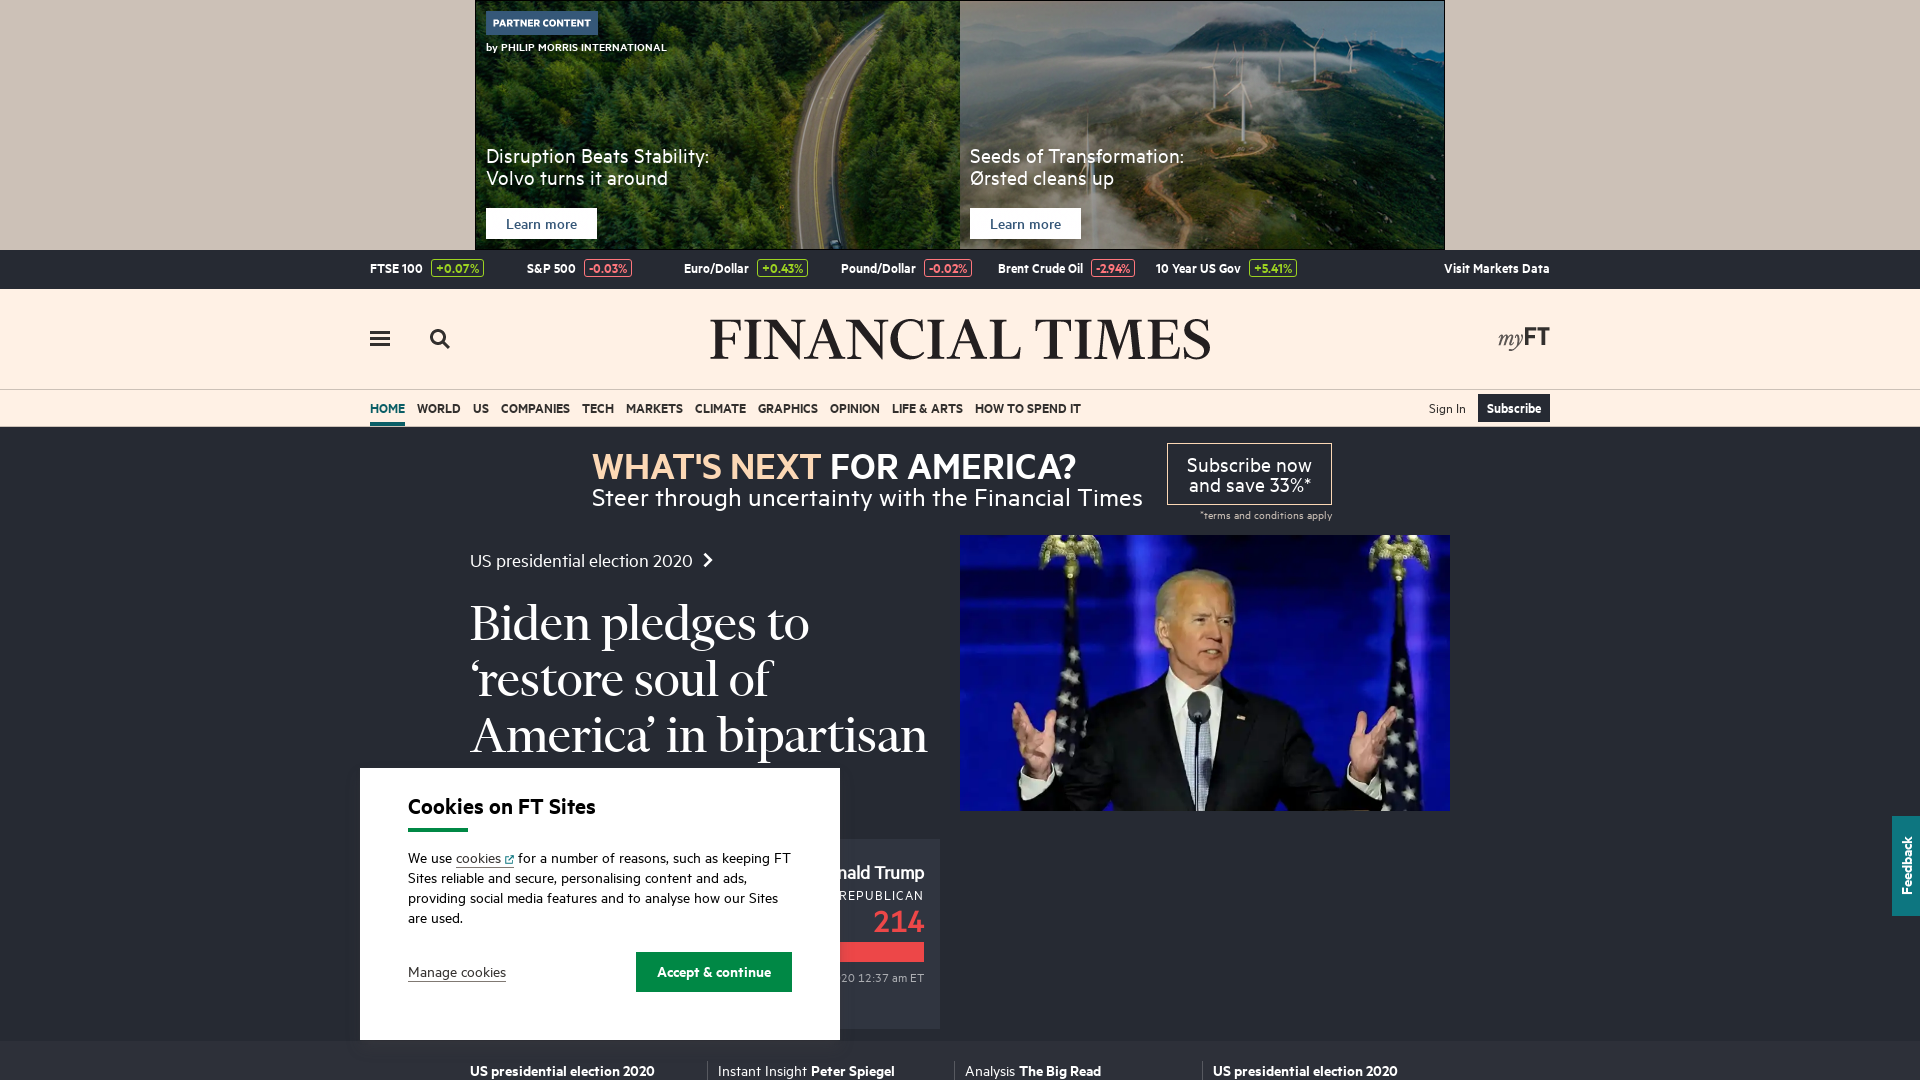 PARTNER CONTENT
by PHILIP MORRIS INTERNATIONAL
Disruption Beats Stability:
Volvo turns it around
Learn more
Seeds of Transformation:
Ørsted cleans up
Learn more
FTSE 100 +0.07% S&P 500 -0.03% Euro/Dollar +0.43% Pound/Dollar -0.02% Brent Crude Oil -2.94% 10 Year US Gov +5.41% Visit Markets Data
FINANCIAL TIMES
myFT
HOME WORLD US COMPANIES TECH MARKETS CLIMATE GRAPHICS OPINION LIFE & ARTS HOW TO SPEND IT Sign In Subscribe
WHAT'S NEXT FOR AMERICA?
Steer through uncertainty with the Financial Times
Subscribe now
and save 33%*
*terms and conditions apply
US presidential election 2020
Biden pledges to
‘restore soul of
America’ in bipartisan
Cookies on FT Sites
We use cookies for a number of reasons, such as keeping FT
Sites reliable and secure, personalising content and ads,
providing social media features and to analyse how our Sites
are used.
Manage cookies Accept & continue
nald Trump
REPUBLICAN
214
20 12:37 am ET
Feedback
US presidential election 2020 Instant Insight Peter Spiegel Analysis The Big Read US presidential election 2020